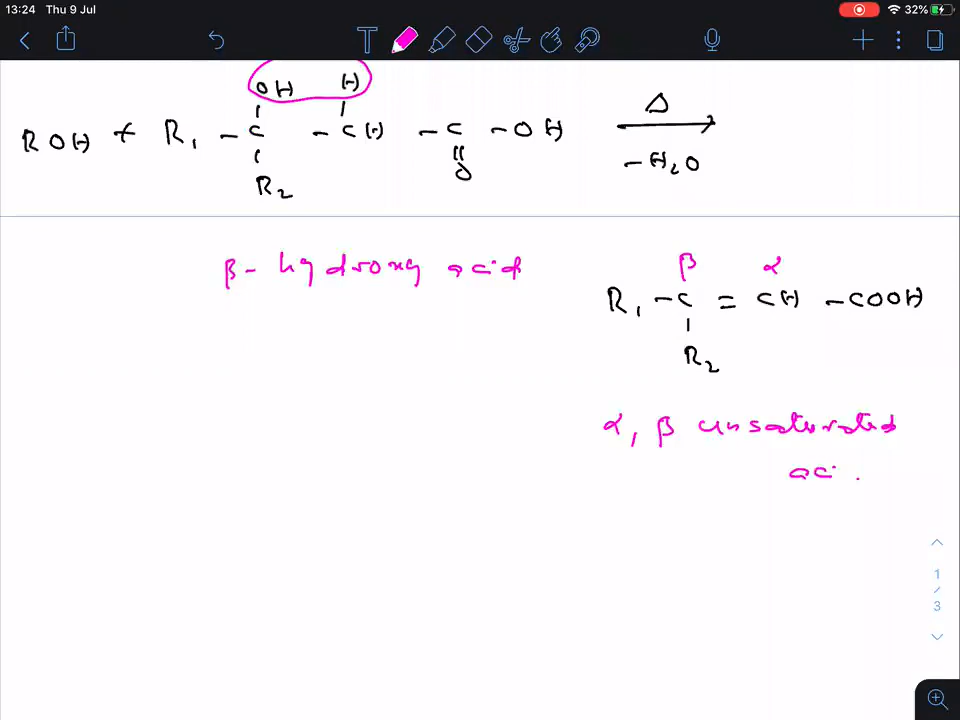 13:24 Thu 9 Jul 32%
T
OH H
ROH + R₁ – C – CH – C – OH Δ
R₂ O – H₂O
β – hydroxy acid β α
R₁ – C = CH – COOH
R₂
α, β unsaturated
aci
1
/
3